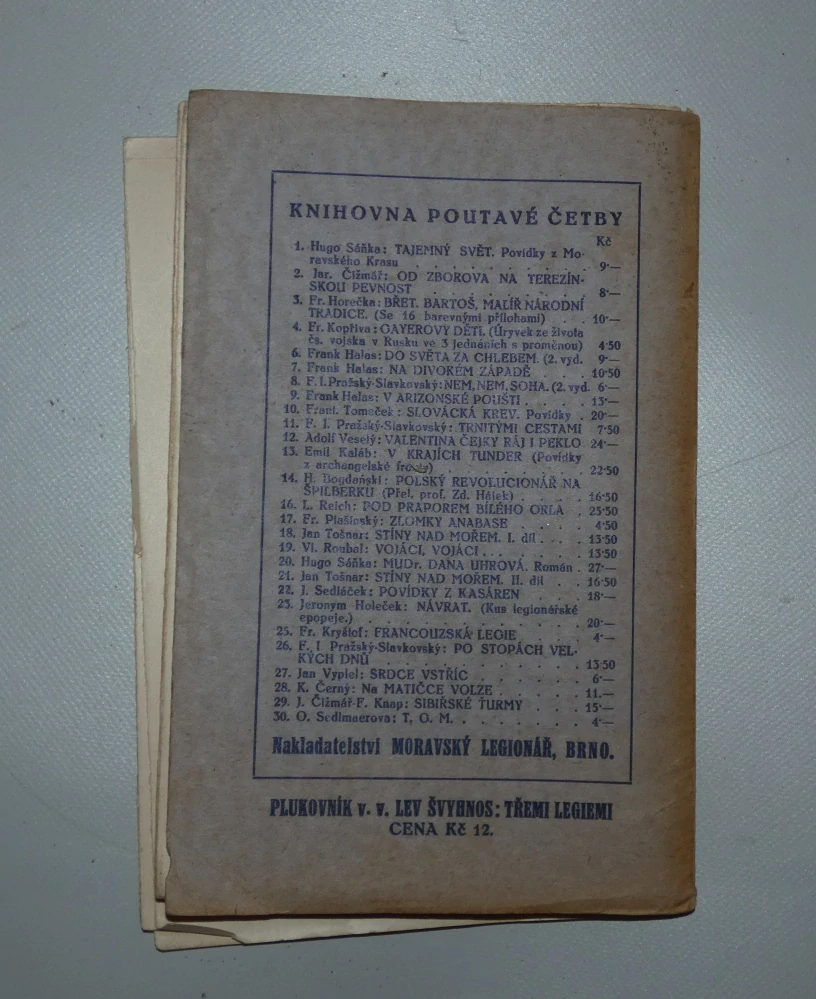 KNIHOVNA POUTAVÉ ČETBY
Kč
1. Hugo Sáňka: TAJEMNÝ SVĚT. Povídky z Mo-
ravského Krasu . . . . . . . . . . 9·—
2. Jar. Čižmář: OD ZBOROVA NA TEREZÍN-
SKOU PEVNOST . . . . . . . . . 8·—
3. Fr. Horečka: BŘET. BARTOŠ, MALÍŘ NÁRODNÍ
TRADICE. (Se 16 barevnými přílohami) . . 10·—
4. Fr. Kopřiva: GAYEROVY DĚTI. (Úryvek ze života
čs. vojska v Rusku ve 3 jednáních s proměnou) 4·50
6. Frank Halas: DO SVĚTA ZA CHLEBEM. (2. vyd. 9·—
7. Frank Halas: NA DIVOKÉM ZÁPADĚ . . 10·50
8. F. I. Pražský-Slavkovský: NEM, NEM, SOHA. (2. vyd. 6·—
9. Frank Halas: V ARIZONSKÉ POUŠTI . . . 13·—
10. Frant. Tomeček: SLOVÁCKÁ KREV. Povídky . 20·—
11. F. I. Pražský-Slavkovský: TRNITÝMI CESTAMI 7·50
12. Adolf Veselý: VALENTINA ČEJKY RÁJ I PEKLO 24·—
13. Emil Kaláb: V KRAJÍCH TUNDER (Povídky
z archangelské fronty) . . . . . . . 22·50
14. H. Bogdański: POLSKÝ REVOLUCIONÁŘ NA
ŠPILBERKU (Přel. prof. Zd. Hájek) . . . . 16·50
16. L. Reich: POD PRAPOREM BÍLÉHO ORLA . 25·50
17. Fr. Plašinský: ZLOMKY ANABASE . . . 4·50
18. Jan Tošnar: STÍNY NAD MOŘEM. I. díl . . . 13·50
19. Vl. Roubal: VOJÁCI, VOJÁCI . . . . . . 13·50
20. Hugo Sáňka: MUDr. DANA UHROVÁ. Román . 27·—
21. Jan Tošnar: STÍNY NAD MOŘEM. II. díl . . 16·50
22. J. Sedláček: POVÍDKY Z KASÁREN . . . 18·—
23. Jeronym Holeček: NÁVRAT. (Kus legionářské
epopeje.) . . . . . . . . . . . . 20·—
25. Fr. Kryštof: FRANCOUZSKÁ LEGIE . . . 4·—
26. F. I Pražský-Slavkovský: PO STOPÁCH VEL-
KÝCH DNŮ . . . . . . . . . . . 13·50
27. Jan Vyplel: SRDCE VSTŘÍC . . . . . . 6·—
28. K. Černý: Na MATIČCE VOLZE . . . . . 11.—
29. J. Čižmář-F. Knap: SIBIŘSKÉ ŤURMY . . . 15·—
30. O. Sedlmaerova: T. O. M. . . . . . . . 4·—
Nakladatelství MORAVSKÝ LEGIONÁŘ, BRNO.
PLUKOVNÍK v. v. LEV ŠVYHNOS: TŘEMI LEGIEMI
CENA Kč 12.